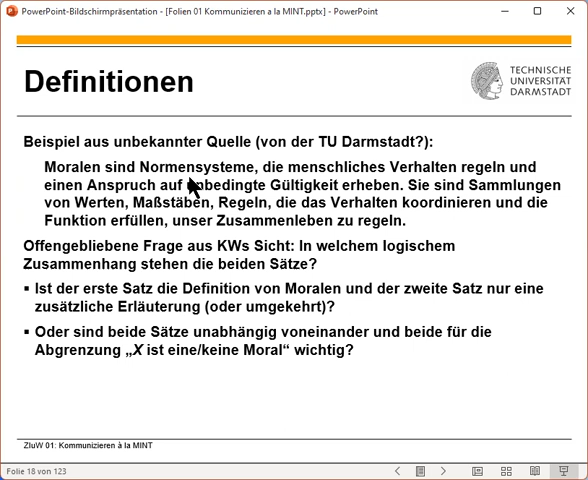 PowerPoint-Bildschirmpräsentation - [Folien 01 Kommunizieren a la MINT.pptx] - PowerPoint
Definitionen
TECHNISCHE
UNIVERSITÄT
DARMSTADT
Beispiel aus unbekannter Quelle (von der TU Darmstadt?):
Moralen sind Normensysteme, die menschliches Verhalten regeln und
einen Anspruch auf unbedingte Gültigkeit erheben. Sie sind Sammlungen
von Werten, Maßstäben, Regeln, die das Verhalten koordinieren und die
Funktion erfüllen, unser Zusammenleben zu regeln.
Offengebliebene Frage aus KWs Sicht: In welchem logischem
Zusammenhang stehen die beiden Sätze?
▪ Ist der erste Satz die Definition von Moralen und der zweite Satz nur eine
zusätzliche Erläuterung (oder umgekehrt)?
▪ Oder sind beide Sätze unabhängig voneinander und beide für die
Abgrenzung „X ist eine/keine Moral“ wichtig?
ZIuW 01: Kommunizieren à la MINT
Folie 18 von 123